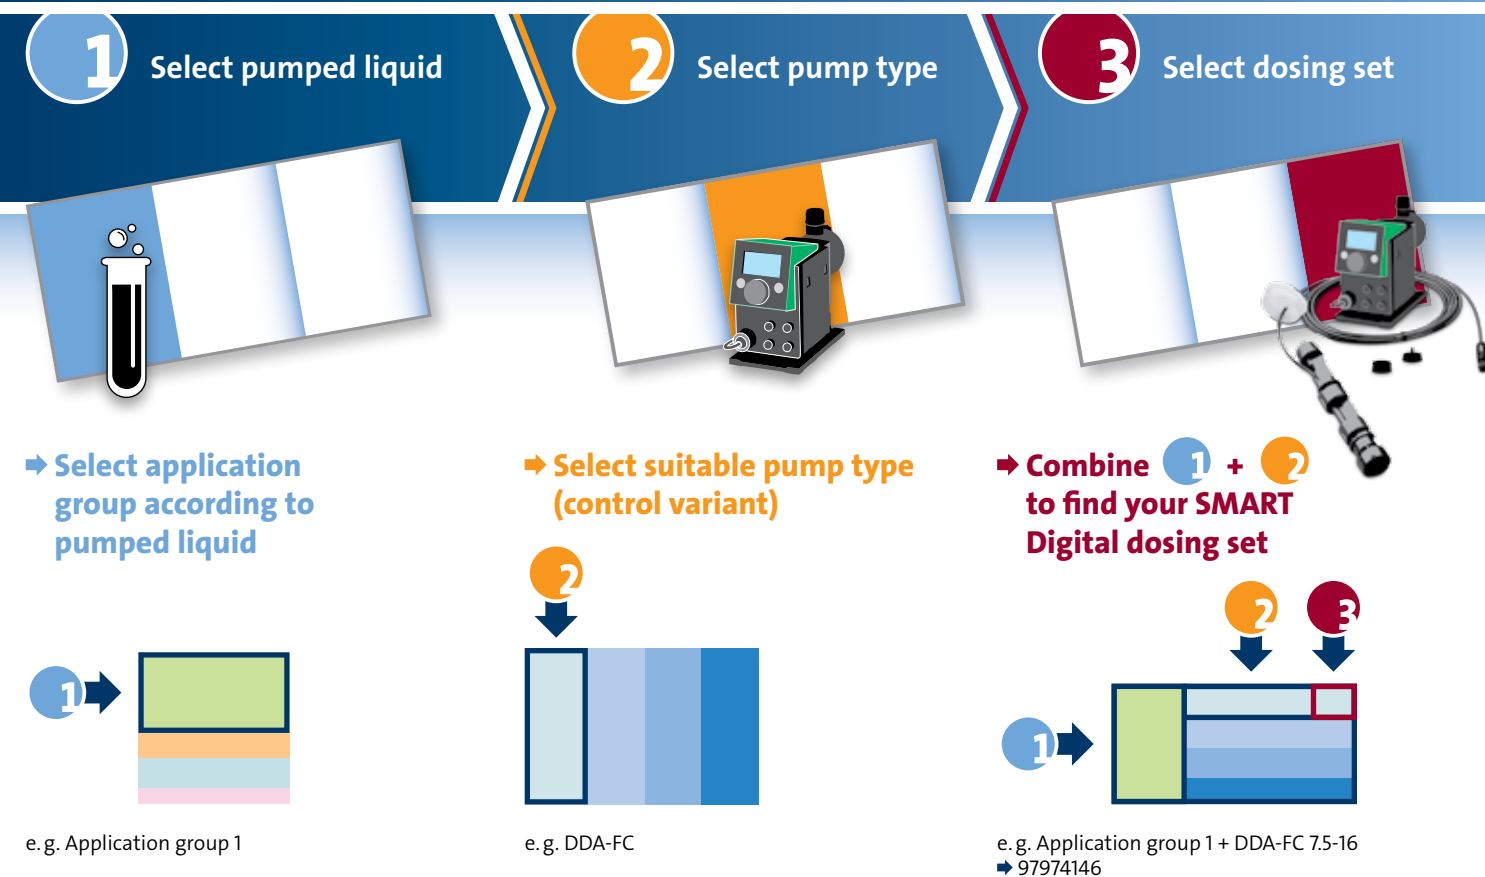 1 Select pumped liquid
2 Select pump type
3 Select dosing set
Select application
group according to
pumped liquid
1
e. g. Application group 1
Select suitable pump type
(control variant)
2
e. g. DDA-FC
Combine 1 + 2
to find your SMART
Digital dosing set
2 3
1
e. g. Application group 1 + DDA-FC 7.5-16
97974146